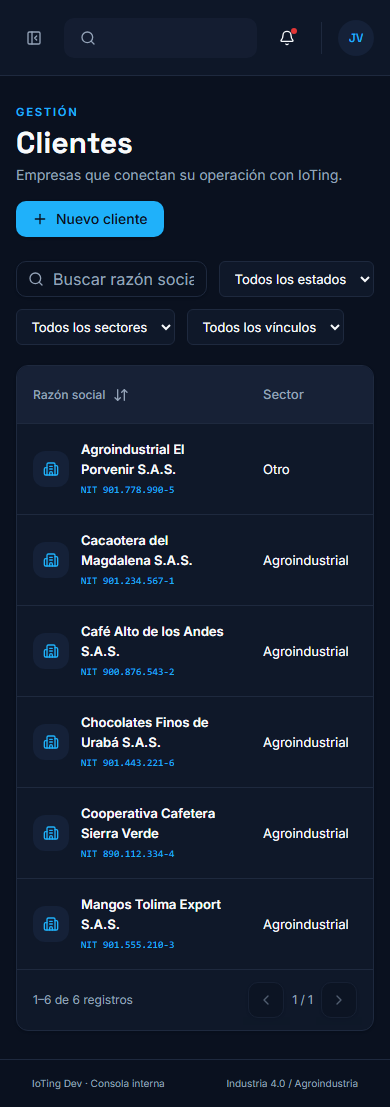 JV
GESTIÓN
Clientes
Empresas que conectan su operación con IoTing.
Nuevo cliente
Buscar razón socia
Todos los estados
Todos los sectores
Todos los vínculos
Razón social
Sector
Agroindustrial El
Porvenir S.A.S.
NIT 901.778.990-5
Otro
Cacaotera del
Magdalena S.A.S.
NIT 901.234.567-1
Agroindustrial
Café Alto de los Andes
S.A.S.
NIT 900.876.543-2
Agroindustrial
Chocolates Finos de
Urabá S.A.S.
NIT 901.443.221-6
Agroindustrial
Cooperativa Cafetera
Sierra Verde
NIT 890.112.334-4
Agroindustrial
Mangos Tolima Export
S.A.S.
NIT 901.555.210-3
Agroindustrial
1–6 de 6 registros
1 / 1
IoTing Dev · Consola interna
Industria 4.0 / Agroindustria